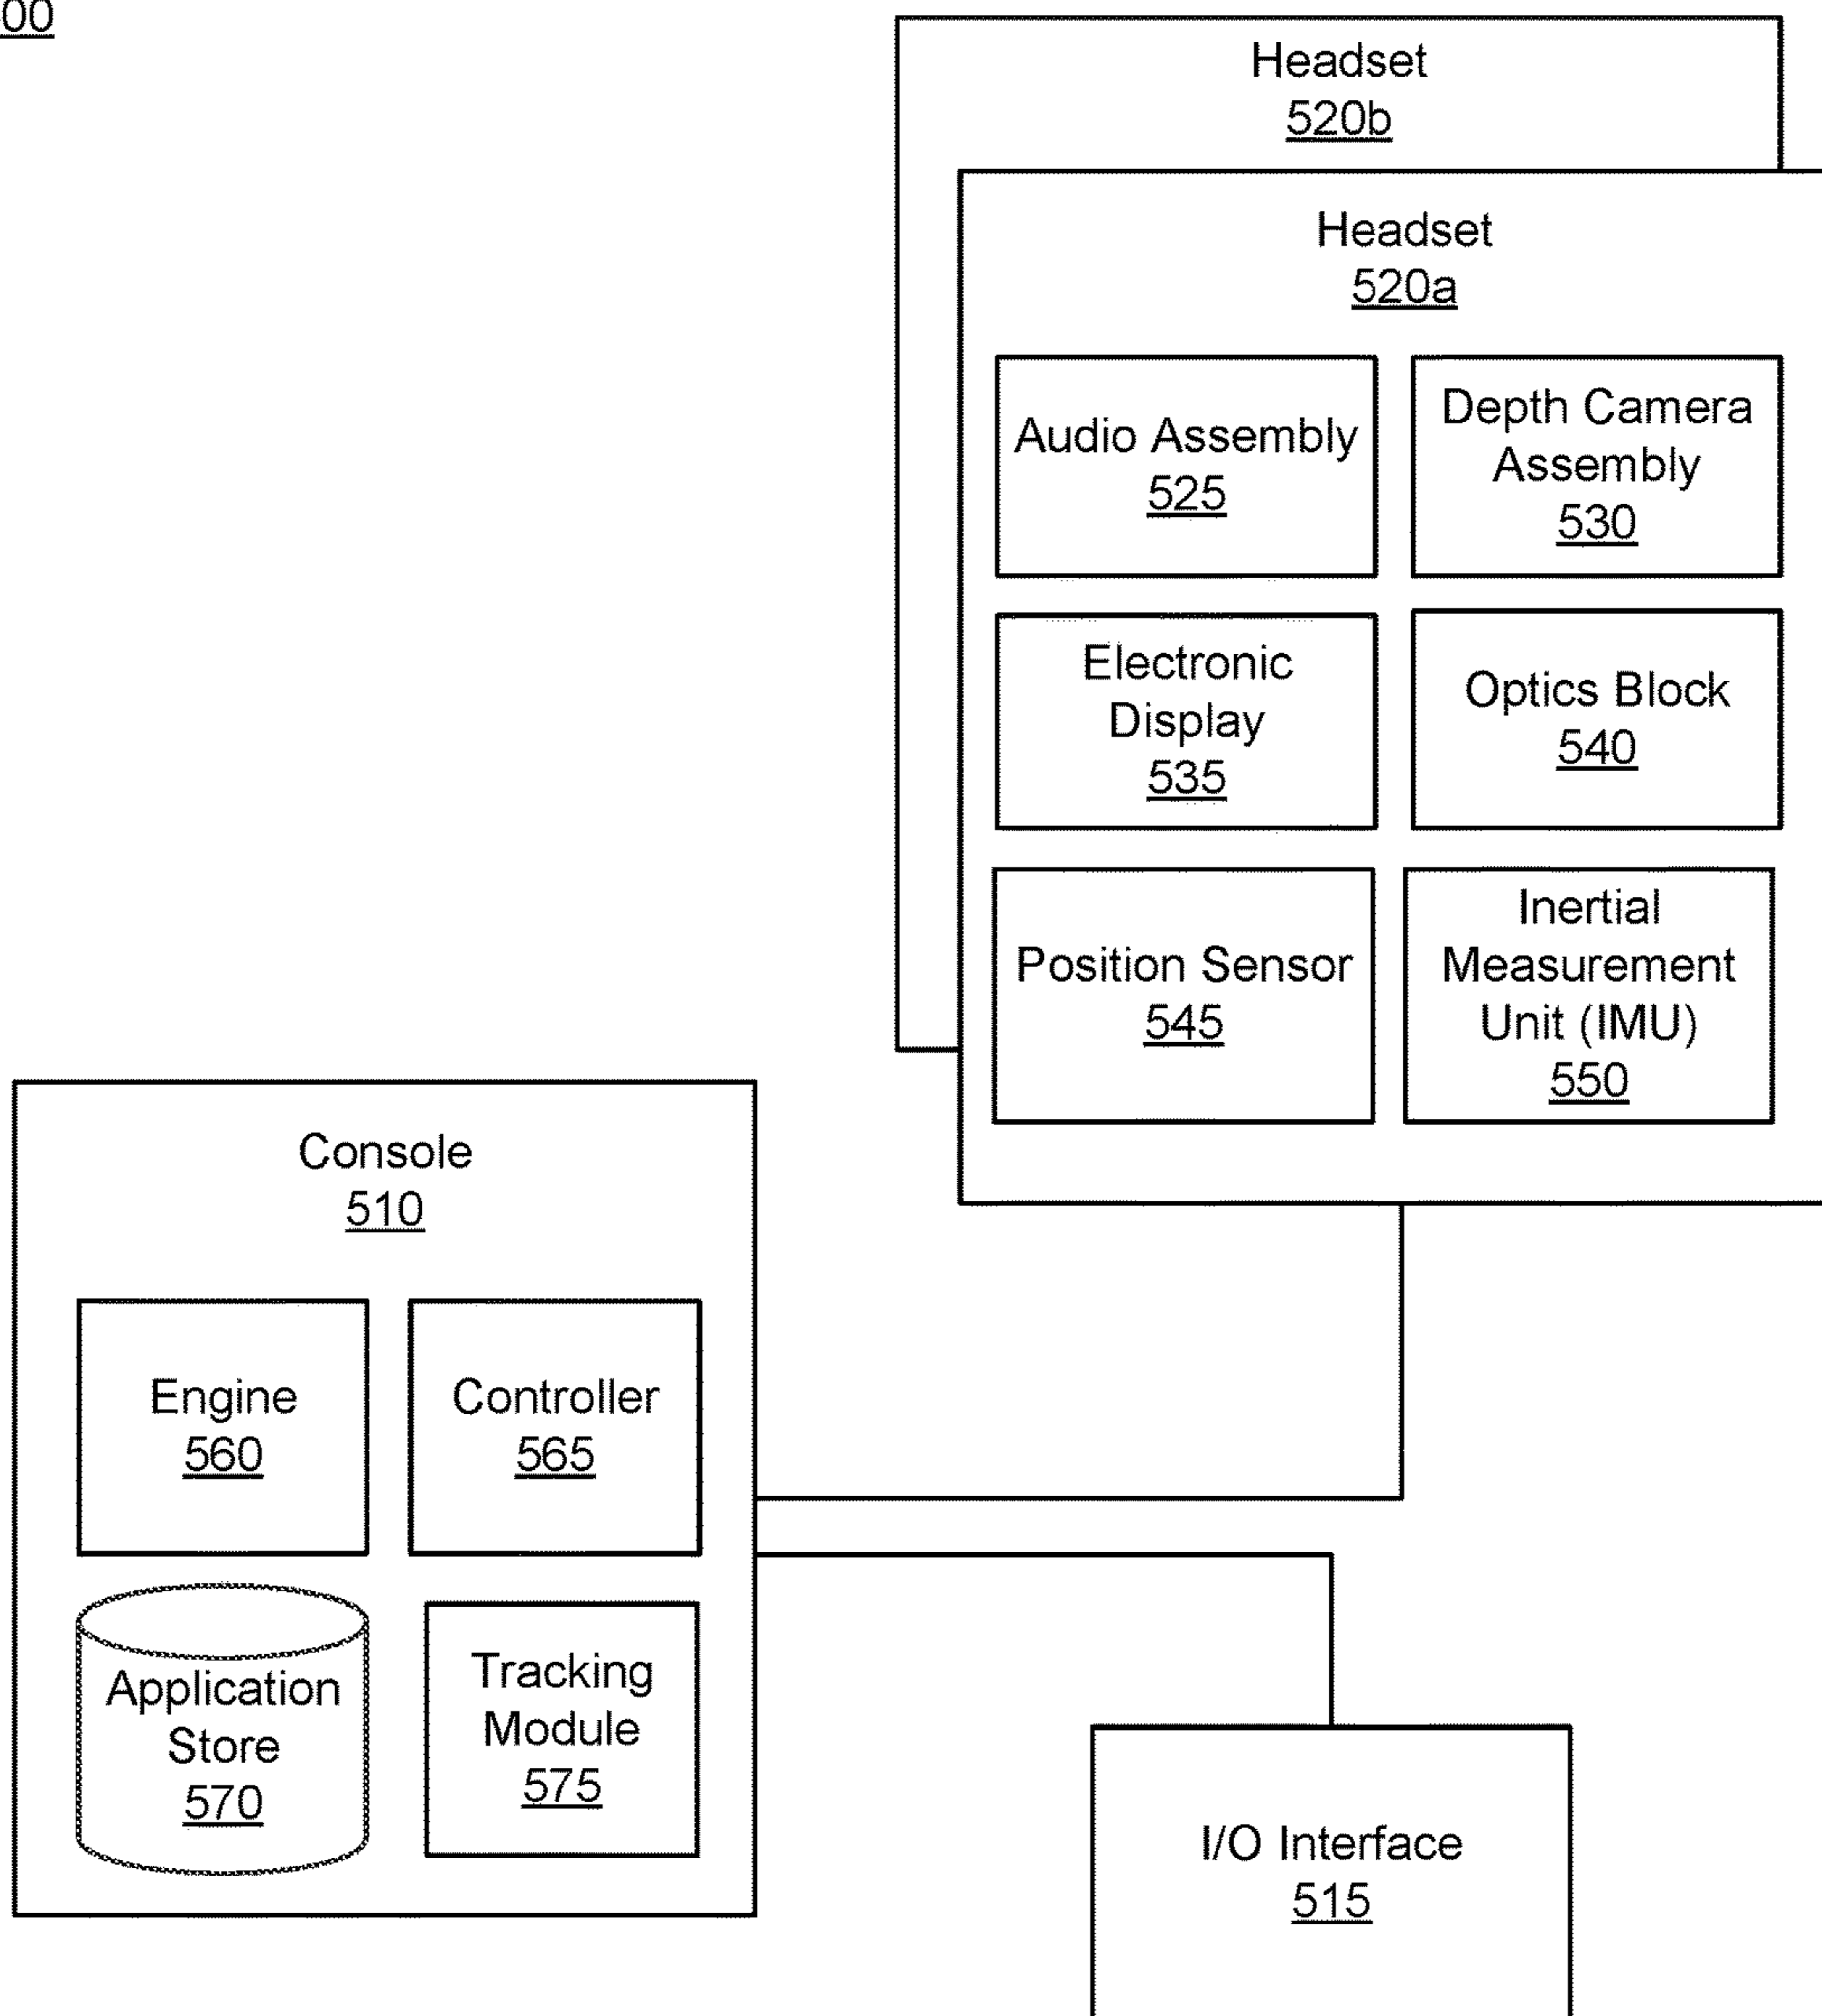 00
Headset
520b
Headset
520a
Audio Assembly
525
Depth Camera
Assembly
530
Electronic
Display
535
Optics Block
540
Position Sensor
545
Inertial
Measurement
Unit (IMU)
550
Console
510
Engine
560
Controller
565
Application
Store
570
Tracking
Module
575
I/O Interface
515